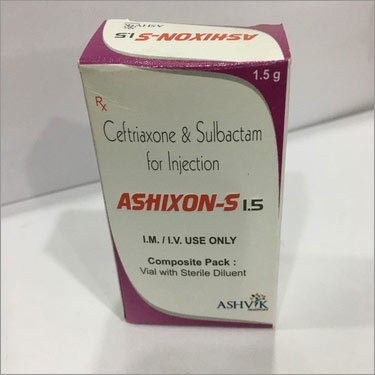 ASHIXON-S 1.5
1.5 g
Rx
Ceftriaxone & Sulbactam
for Injection
ASHIXON-S 1.5
I.M. / I.V. USE ONLY
Composite Pack :
Vial with Sterile Diluent
ASHVIK